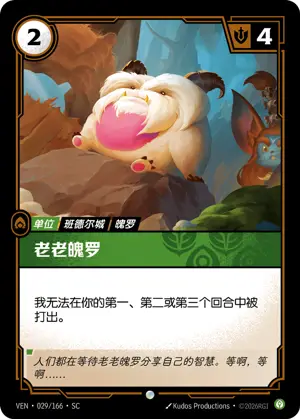 2
4
单位 班德尔城 魄罗
老老魄罗
我无法在你的第一、第二或第三个回合中被
打出。
人们都在等待老老魄罗分享自己的智慧。等啊，等
啊……
VEN • 029/166 • SC
Kudos Productions • ©2026RGI